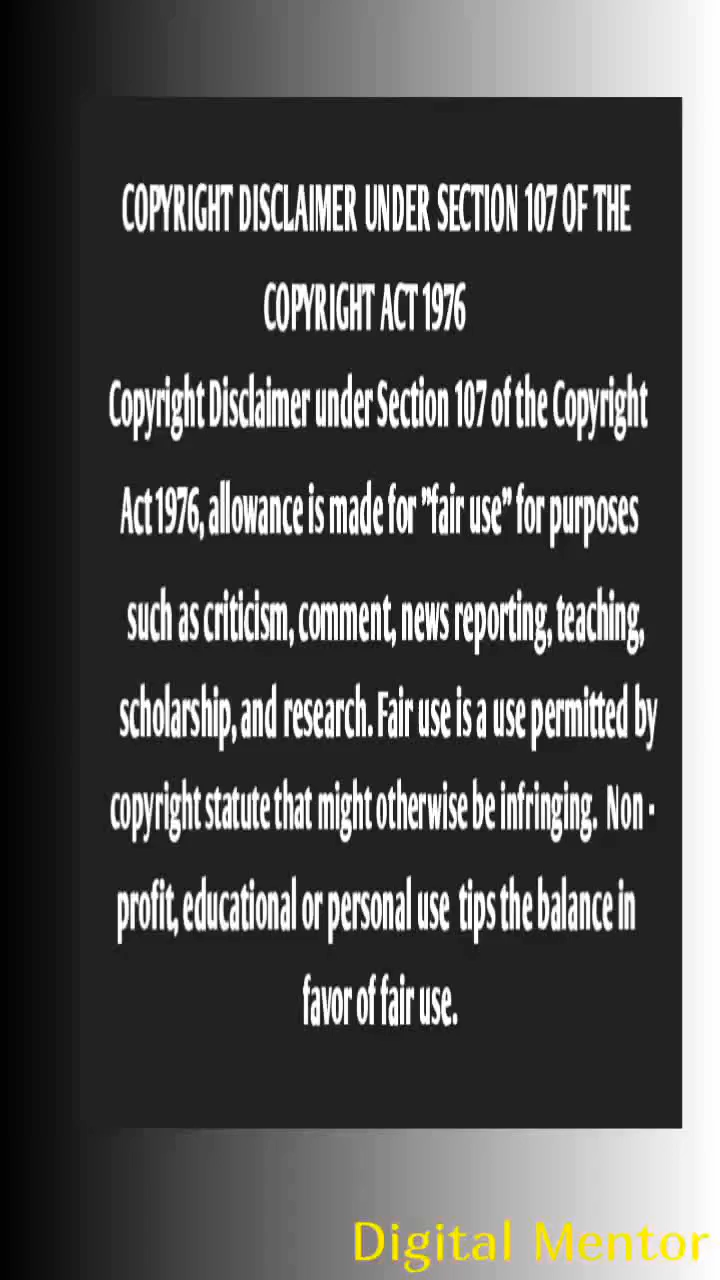 COPYRIGHT DISCLAIMER UNDER SECTION 107 OF THE
COPYRIGHT ACT 1976
Copyright Disclaimer under Section 107 of the Copyright
Act 1976, allowance is made for ”fair use” for purposes
such as criticism, comment, news reporting, teaching,
scholarship, and research. Fair use is a use permitted by
copyright statute that might otherwise be infringing. Non -
profit, educational or personal use tips the balance in
favor of fair use.
Digital Mentor